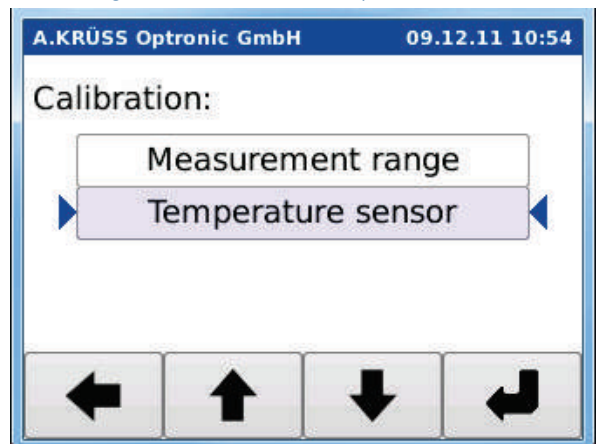 A.KRÜSS Optronic GmbH 09.12.11 10:54
Calibration:
Measurement range
Temperature sensor